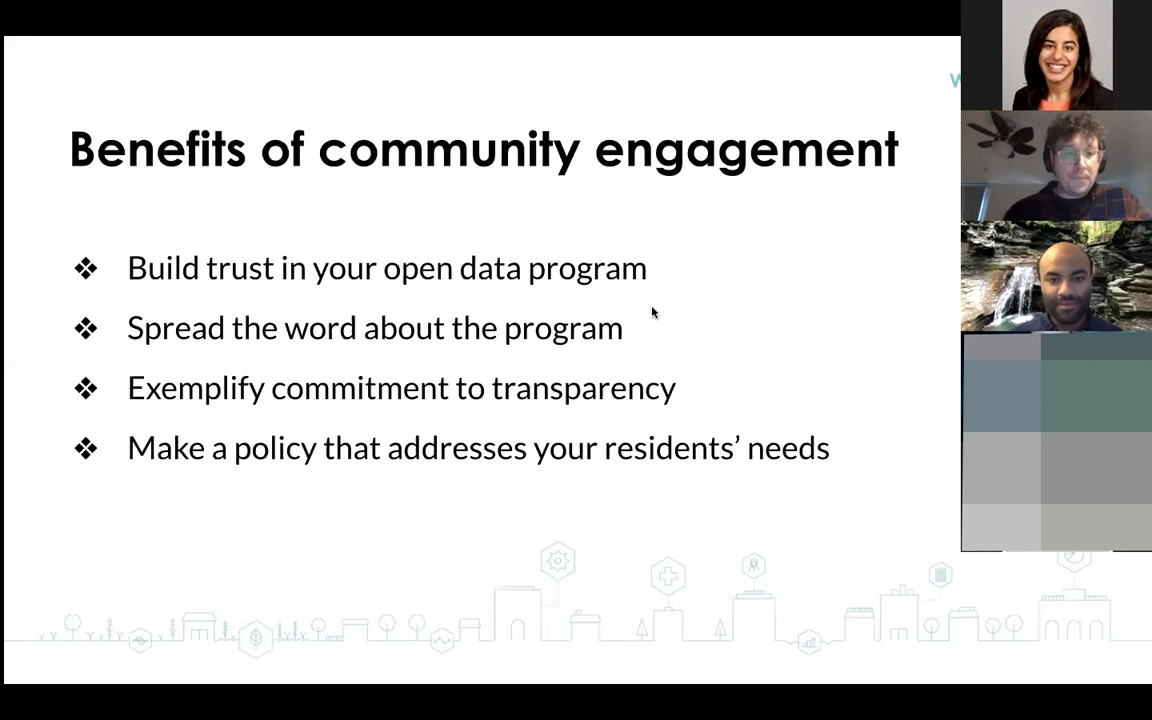 Benefits of community engagement
❖ Build trust in your open data program
❖ Spread the word about the program
❖ Exemplify commitment to transparency
❖ Make a policy that addresses your residents’ needs